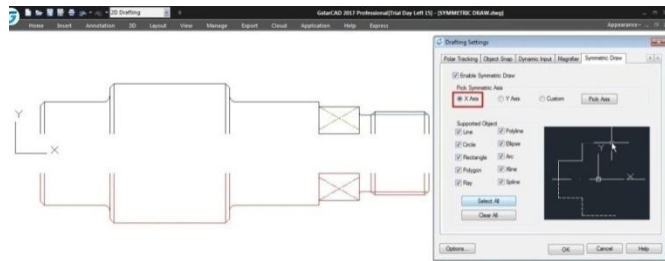 2D Drafting
GstarCAD 2017 Professional(Trial Day Left 15) - [SYMMETRIC DRAW.dwg]
Home Insert Annotation 3D Layout View Manage Export Cloud Application Help Express
Appearance
Drafting Settings
Polar Tracking Object Snap Dynamic Input Magnifier Symmetric Draw
Enable Symmetric Draw
Pick Symmetric Axis
X Axis Y Axis Custom Pick Axis
Supported Object
Line Polyline
Circle Ellipse
Rectangle Arc
Polygon Xline
Ray Spline
Select All
Clear All
Options... OK Cancel Help
Y
X
Y
X